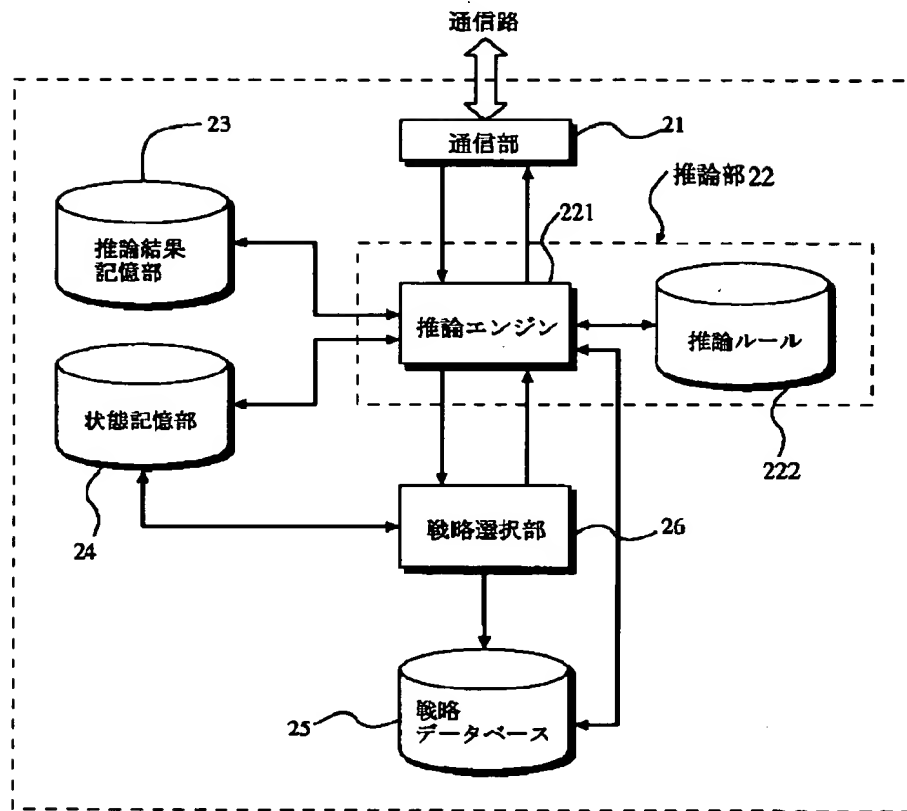 通信路
23
通信部
21
推論部22
221
推論結果
記憶部
推論エンジン
推論ルール
状態記憶部
222
24
戦略選択部
26
25
戦略
データベース